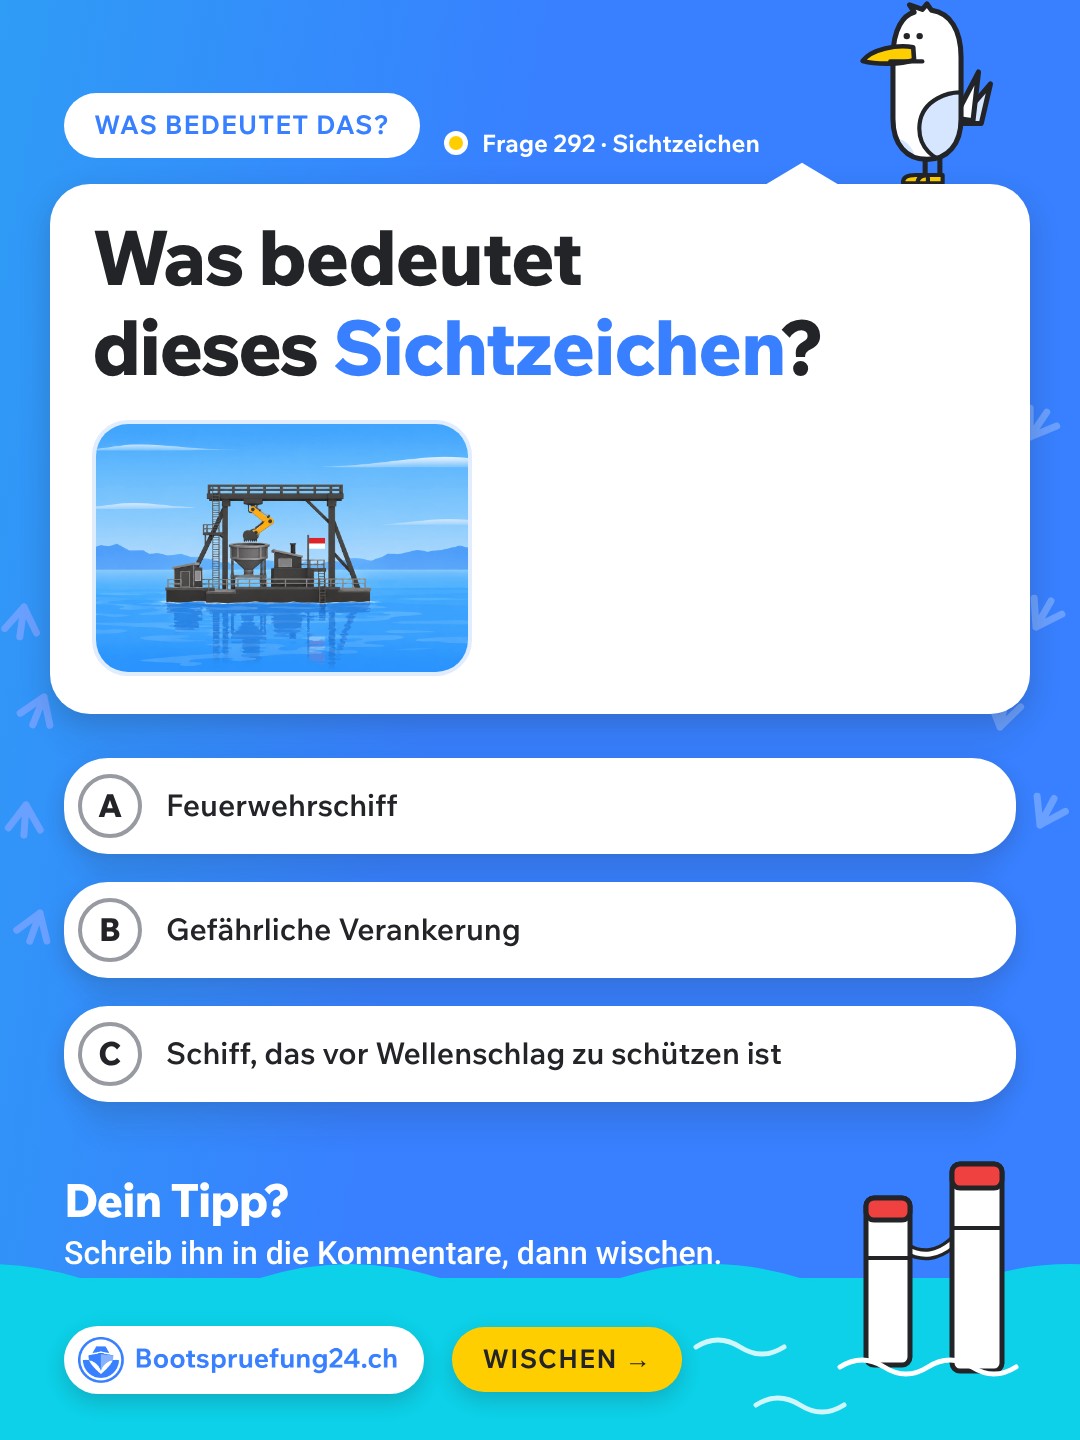 WAS BEDEUTET DAS?
Frage 292 · Sichtzeichen
Was bedeutet
dieses Sichtzeichen?
A Feuerwehrschiff
B Gefährliche Verankerung
C Schiff, das vor Wellenschlag zu schützen ist
Dein Tipp?
Schreib ihn in die Kommentare, dann wischen.
Bootspruefung24.ch
WISCHEN →